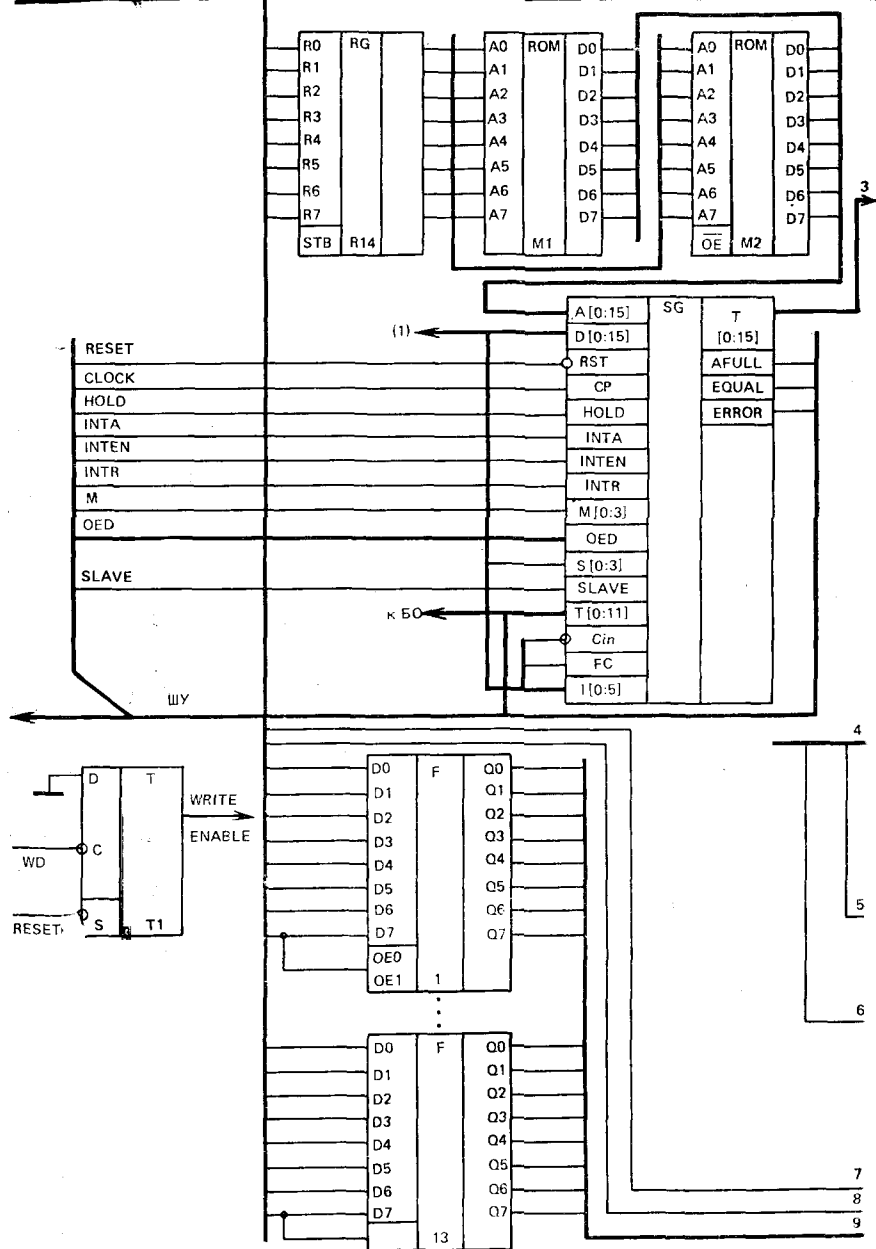 R0 RG A0 ROM D0 A0 ROM D0
R1 A1 D1 A1 D1
R2 A2 D2 A2 D2
R3 A3 D3 A3 D3
R4 A4 D4 A4 D4
R5 A5 D5 A5 D5
R6 A6 D6 A6 D6
R7 A7 D7 A7 D7
STB R14 M1 OE M2
3
A[0:15] SG T
(1) D[0:15] [0:15]
RESET RST AFULL
CLOCK CP EQUAL
HOLD HOLD ERROR
INTA INTA
INTEN INTEN
INTR INTR
M M[0:3]
OED OED
S[0:3]
SLAVE SLAVE
к БО T[0:11]
Cin
FC
I[0:5]
ШУ
4
5
6
D T WRITE
ENABLE
WD C
RESET S T1
D0 F Q0
D1 Q1
D2 Q2
D3 Q3
D4 Q4
D5 Q5
D6 Q6
D7 Q7
OE0
OE1 1
D0 F Q0
D1 Q1
D2 Q2
D3 Q3
D4 Q4
D5 Q5
D6 Q6
D7 Q7
13
7
8
9